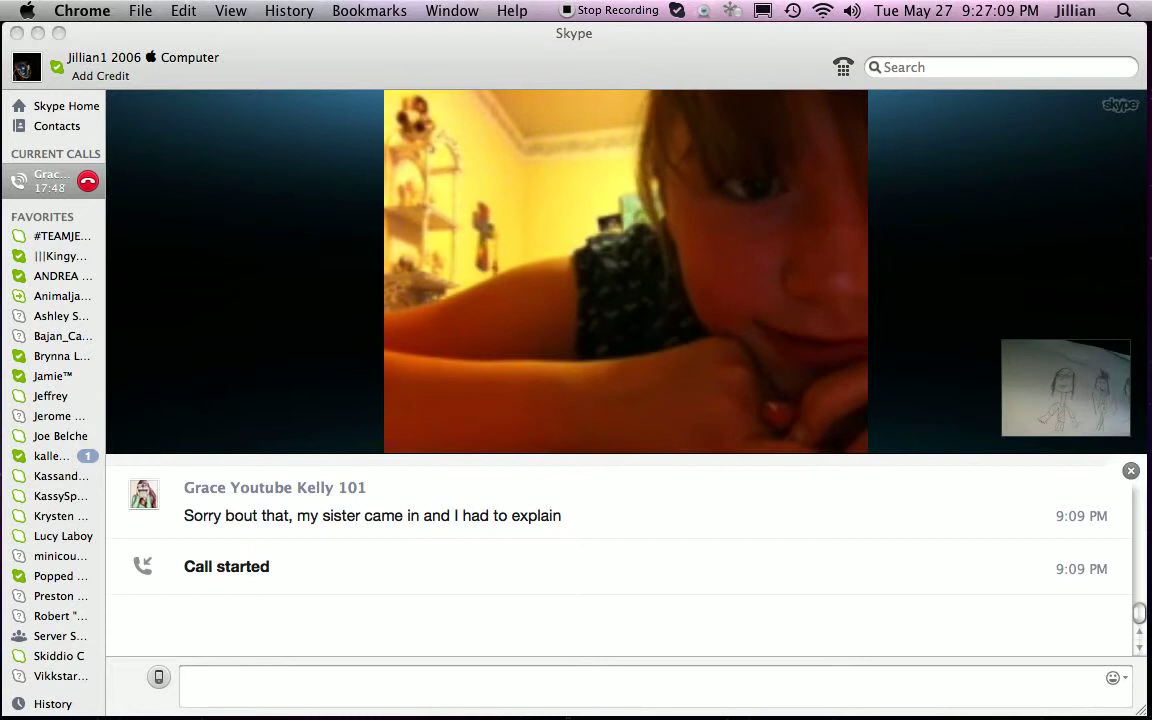 Chrome File Edit View History Bookmarks Window Help Stop Recording Tue May 27 9:27:09 PM Jillian
Skype
Jillian1 2006 Computer
Add Credit
Search
Skype Home
Contacts
CURRENT CALLS
Grac...
17:48
FAVORITES
#TEAMJE...
|||Kingy...
ANDREA ...
Animalja...
Ashley S...
Bajan_Ca...
Brynna L...
Jamie™
Jeffrey
Jerome ...
Joe Belche
kalle... 1
Kassand...
KassySp...
Krysten ...
Lucy Laboy
minicou...
Popped ...
Preston ...
Robert "...
Server S...
Skiddio C
Vikkstar...
History
skype
Grace Youtube Kelly 101
Sorry bout that, my sister came in and I had to explain 9:09 PM
Call started 9:09 PM